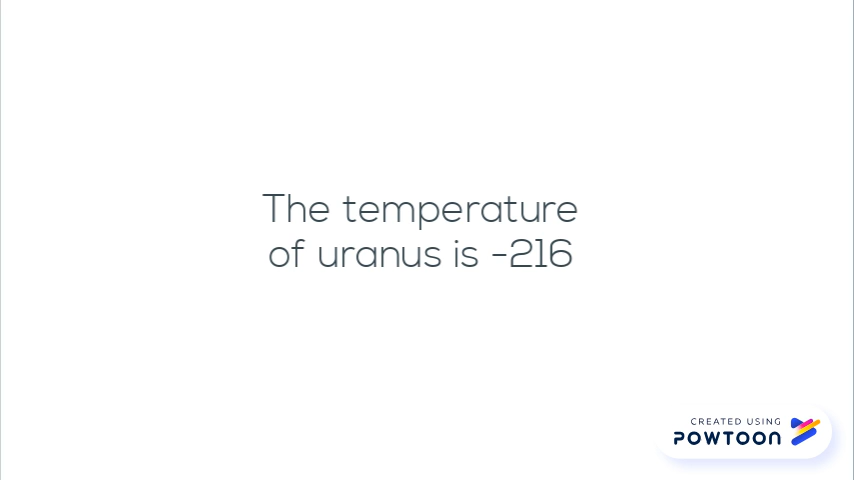 The temperature
of uranus is -216
CREATED USING
POWTOON